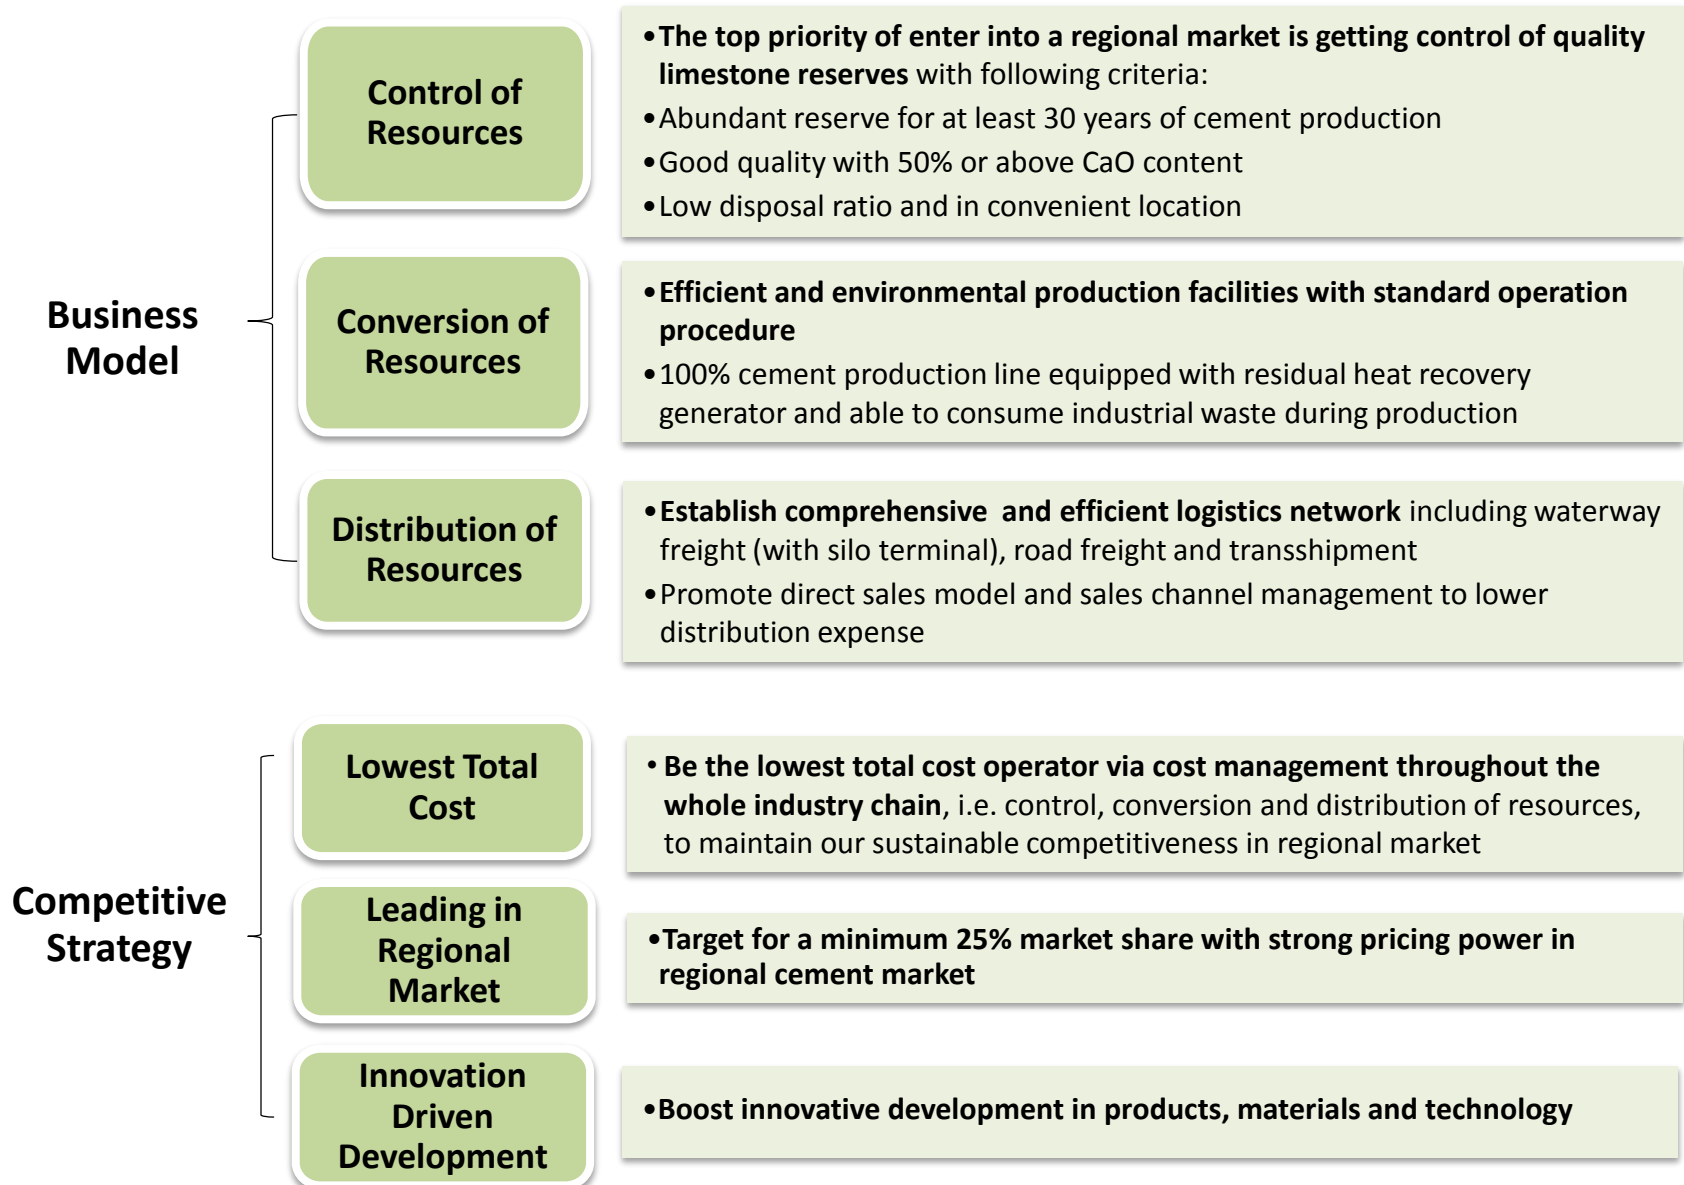 Business
Model
Control of
Resources
•The top priority of enter into a regional market is getting control of quality
limestone reserves with following criteria:
•Abundant reserve for at least 30 years of cement production
•Good quality with 50% or above CaO content
•Low disposal ratio and in convenient location
Conversion of
Resources
•Efficient and environmental production facilities with standard operation
procedure
•100% cement production line equipped with residual heat recovery
generator and able to consume industrial waste during production
Distribution of
Resources
•Establish comprehensive  and efficient logistics network including waterway
freight (with silo terminal), road freight and transshipment
•Promote direct sales model and sales channel management to lower
distribution expense
Competitive
Strategy
Lowest Total
Cost
• Be the lowest total cost operator via cost management throughout the
whole industry chain, i.e. control, conversion and distribution of resources,
to maintain our sustainable competitiveness in regional market
Leading in
Regional
Market
•Target for a minimum 25% market share with strong pricing power in
regional cement market
Innovation
Driven
Development
•Boost innovative development in products, materials and technology